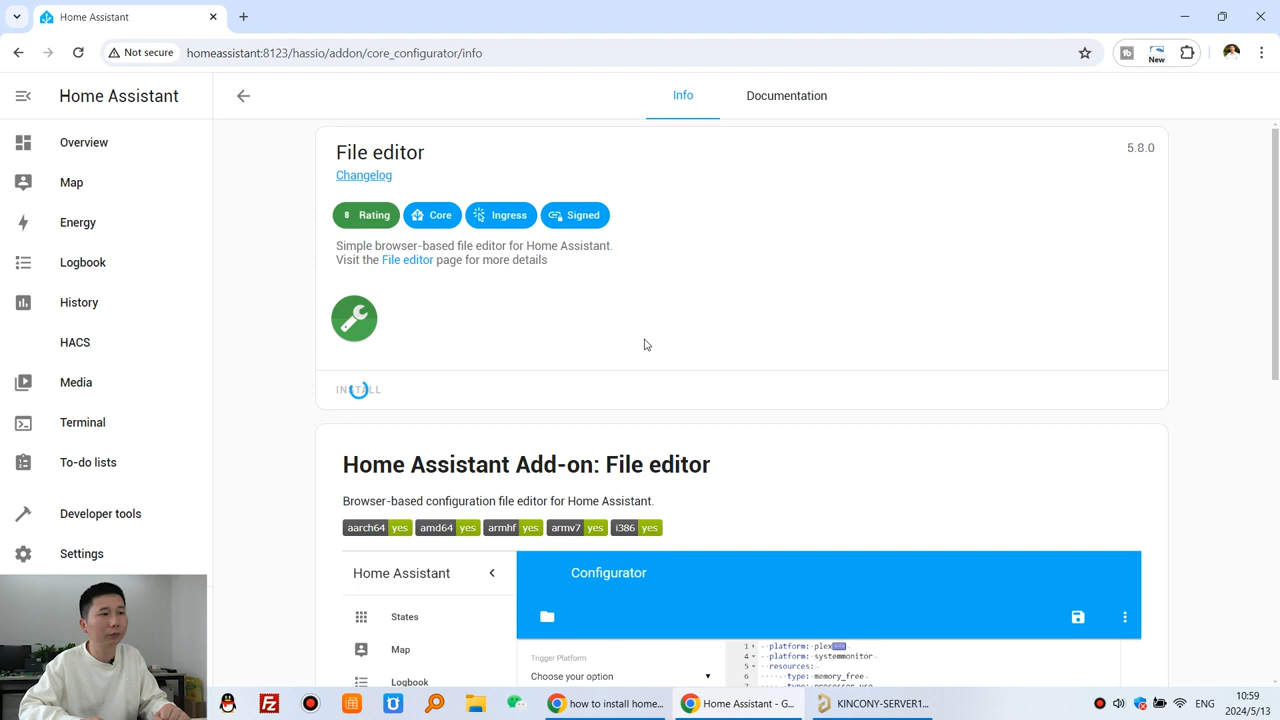 Home Assistant
Not secure
homeassistant:8123/hassio/addon/core_configurator/info
New
Home Assistant
Info
Documentation
Overview
Map
Energy
Logbook
History
HACS
Media
Terminal
To-do lists
Developer tools
Settings
File editor
5.8.0
Changelog
8 Rating
Core
Ingress
Signed
Simple browser-based file editor for Home Assistant.
Visit the File editor page for more details
INSTALL
Home Assistant Add-on: File editor
Browser-based configuration file editor for Home Assistant.
aarch64 yes amd64 yes armhf yes armv7 yes i386 yes
Home Assistant
Configurator
States
Map
Logbook
Trigger Platform
Choose your option
1 - platform: plex
4 - platform: systemmonitor
5 resources:
6 - type: memory_free
how to install home...
Home Assistant - G...
KINCONY-SERVER1...
ENG
10:59
2024/5/13